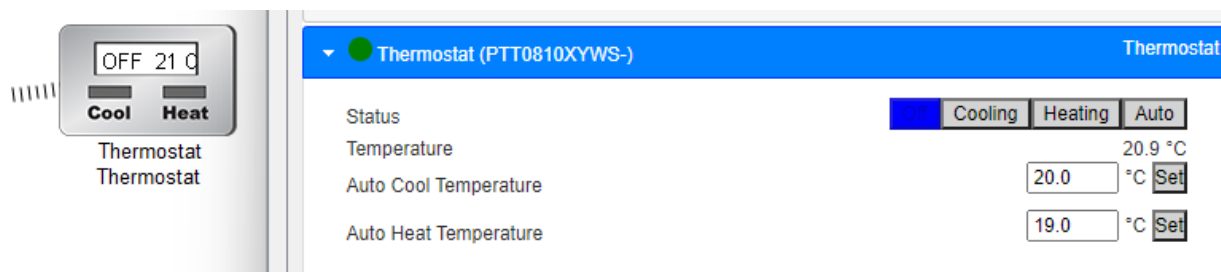 OFF 21 C
Cool Heat
Thermostat
Thermostat
Thermostat (PTT0810XYWS-) Thermostat
Status Off Cooling Heating Auto
Temperature 20.9 °C
Auto Cool Temperature 20.0 °C Set
Auto Heat Temperature 19.0 °C Set